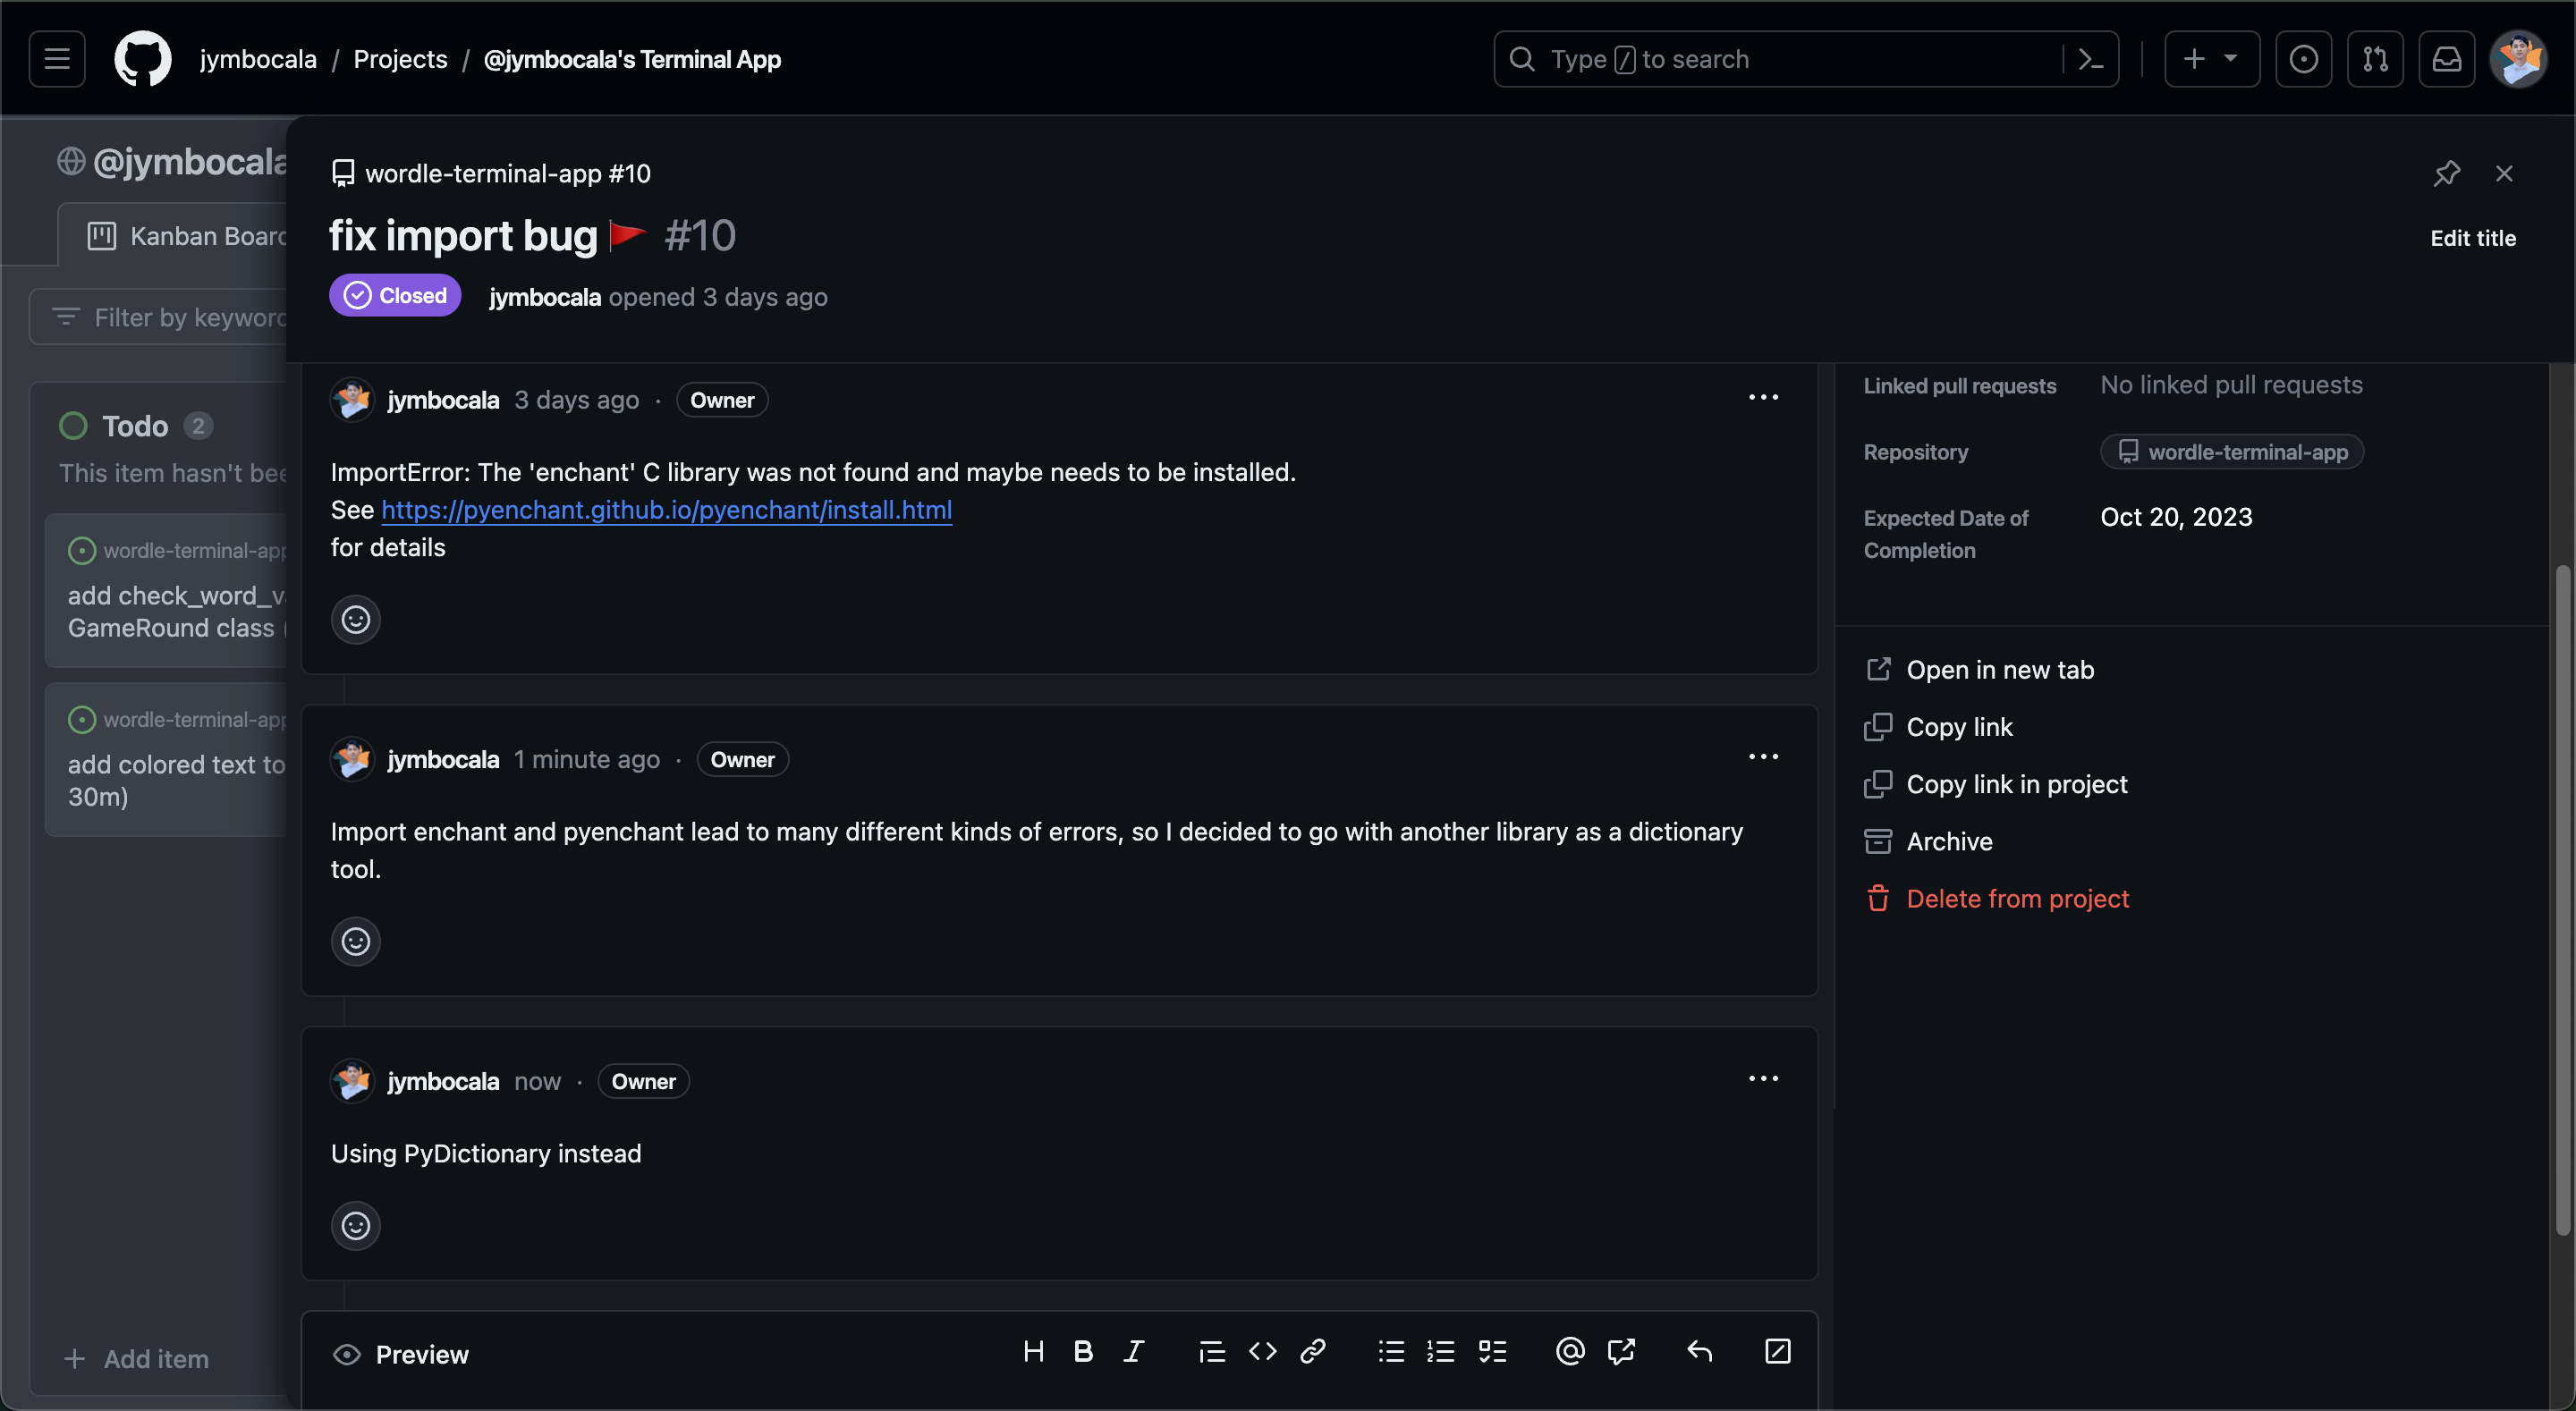 jymbocala / Projects / @jymbocala's Terminal App
Type / to search
@jymbocala
Kanban Board
Filter by keyword
Todo 2
This item hasn't bee
wordle-terminal-app
add check_word_va
GameRound class (
wordle-terminal-app
add colored text to
30m)
Add item
wordle-terminal-app #10
fix import bug 🚩 #10
Edit title
Closed
jymbocala opened 3 days ago
jymbocala 3 days ago · Owner
ImportError: The 'enchant' C library was not found and maybe needs to be installed.
See https://pyenchant.github.io/pyenchant/install.html
for details
jymbocala 1 minute ago · Owner
Import enchant and pyenchant lead to many different kinds of errors, so I decided to go with another library as a dictionary
tool.
jymbocala now · Owner
Using PyDictionary instead
Preview
Linked pull requests No linked pull requests
Repository wordle-terminal-app
Expected Date of
Completion
Oct 20, 2023
Open in new tab
Copy link
Copy link in project
Archive
Delete from project